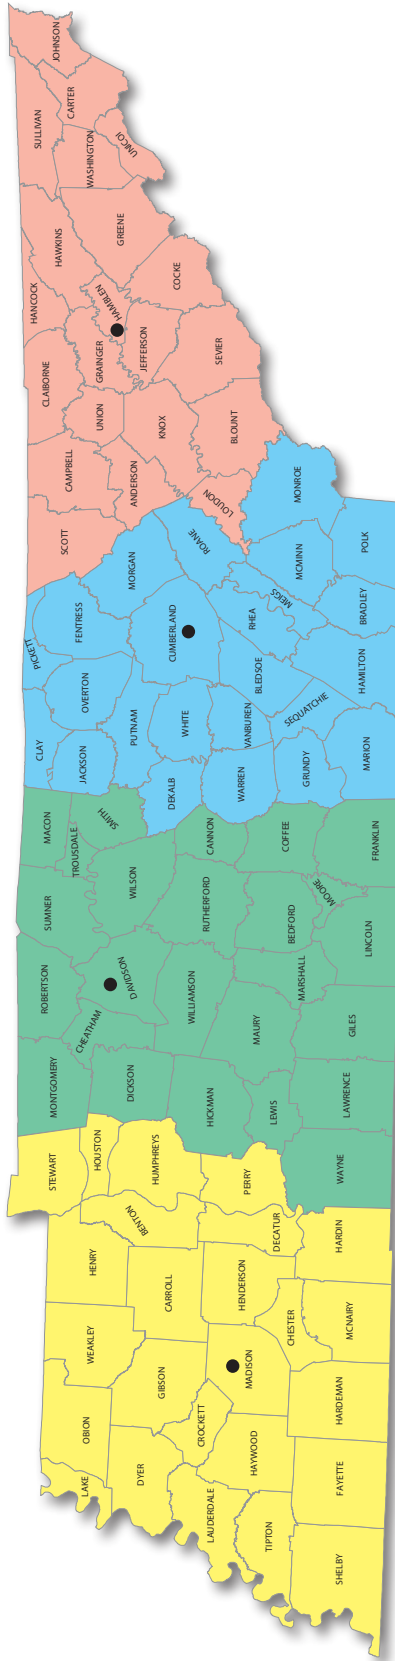 JOHNSON
CARTER
SULLIVAN
UNICOI
WASHINGTON
GREENE
HAWKINS
COCKE
HANCOCK
HAMBLEN
JEFFERSON
SEVIER
GRAINGER
CLAIBORNE
UNION
KNOX
BLOUNT
CAMPBELL
ANDERSON
LOUDON
MONROE
SCOTT
ROANE
POLK
MORGAN
MCMINN
MEIGS
BRADLEY
FENTRESS
CUMBERLAND
RHEA
PICKETT
HAMILTON
BLEDSOE
OVERTON
SEQUATCHIE
PUTNAM
WHITE
VANBUREN
CLAY
JACKSON
MARION
GRUNDY
WARREN
DEKALB
SMITH
MACON
CANNON
COFFEE
FRANKLIN
TROUSDALE
WILSON
RUTHERFORD
MOORE
SUMNER
BEDFORD
LINCOLN
DAVIDSON
MARSHALL
ROBERTSON
WILLIAMSON
CHEATHAM
MAURY
GILES
MONTGOMERY
DICKSON
HICKMAN
LEWIS
LAWRENCE
HOUSTON
HUMPHREYS
STEWART
PERRY
WAYNE
BENTON
DECATUR
HARDIN
HENRY
CARROLL
HENDERSON
CHESTER
MCNAIRY
WEAKLEY
GIBSON
MADISON
HARDEMAN
CROCKETT
OBION
HAYWOOD
DYER
FAYETTE
LAKE
LAUDERDALE
TIPTON
SHELBY